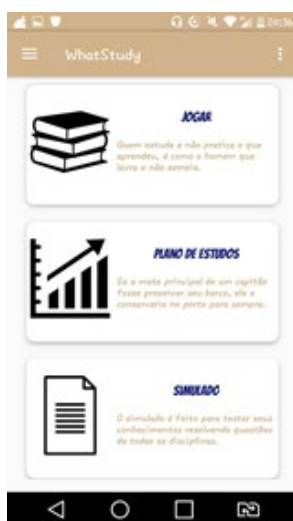 WhatStudy
JOGAR
Quem estuda e não pratica o que
aprendeu, é como o homem que
lavra e não semeia.
PLANO DE ESTUDOS
Se a meta principal de um capitão
fosse preservar seu barco, ele o
conservaria no porto para sempre.
SIMULADO
O simulado é feito para testar seus
conhecimentos resolvendo questões
de todas as disciplinas.